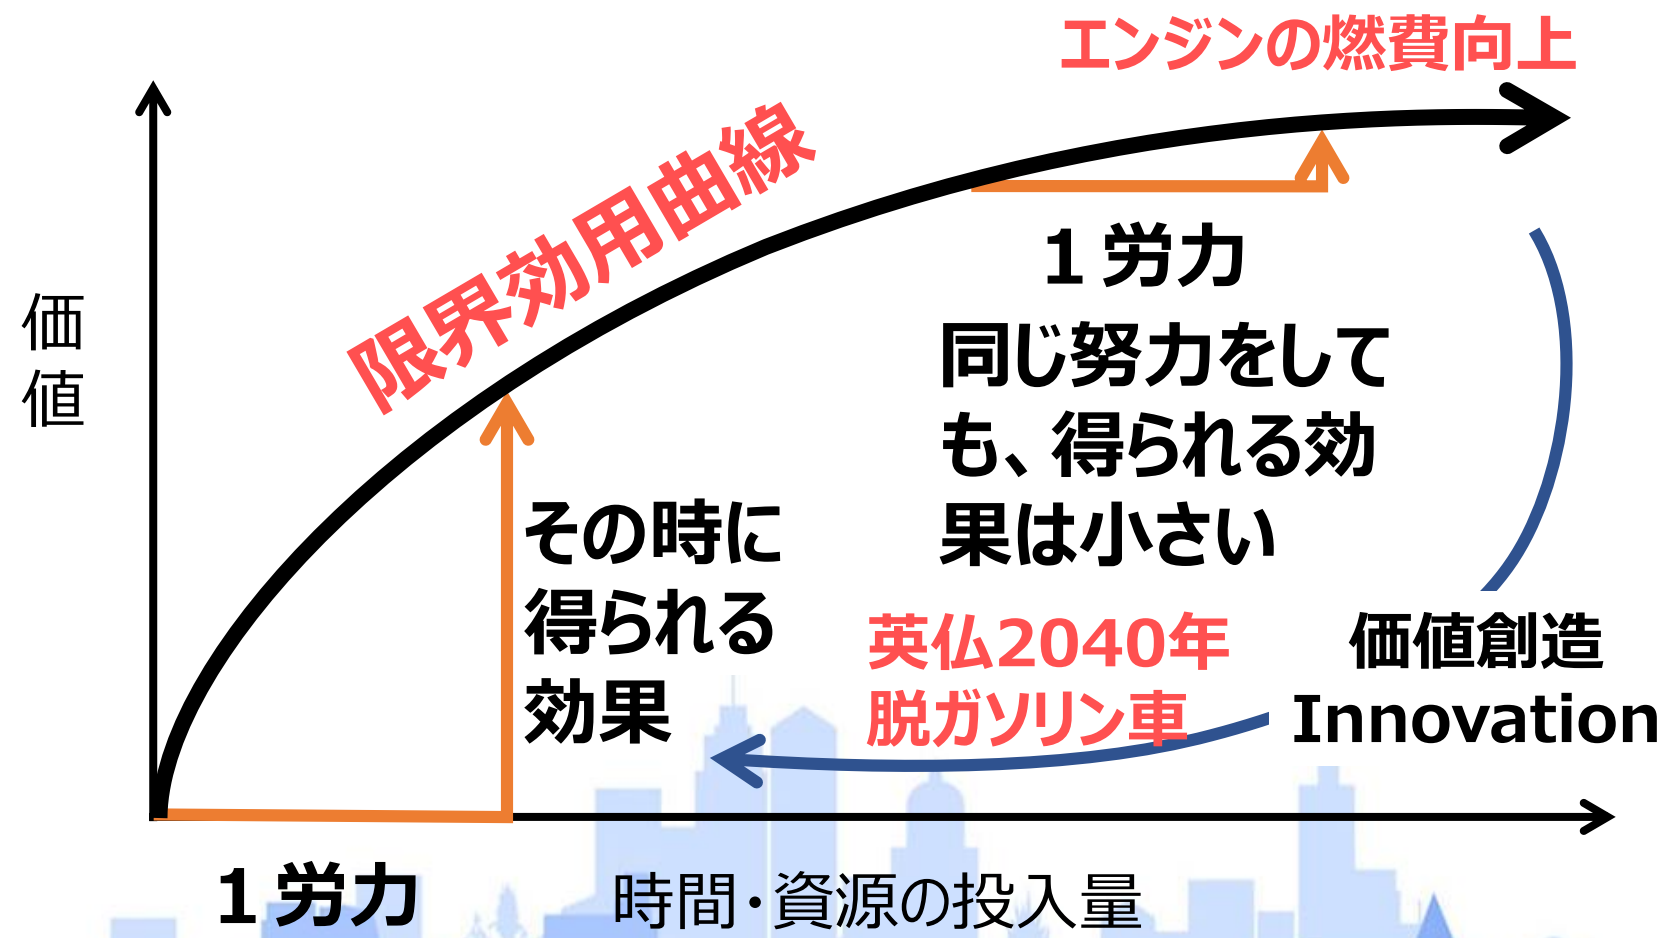 エンジンの燃費向上
限界効用曲線
価
値
１労力
同じ努力をして
も、得られる効
果は小さい
その時に
得られる
効果
英仏2040年
脱ガソリン車
価値創造
Innovation
１労力
時間・資源の投入量